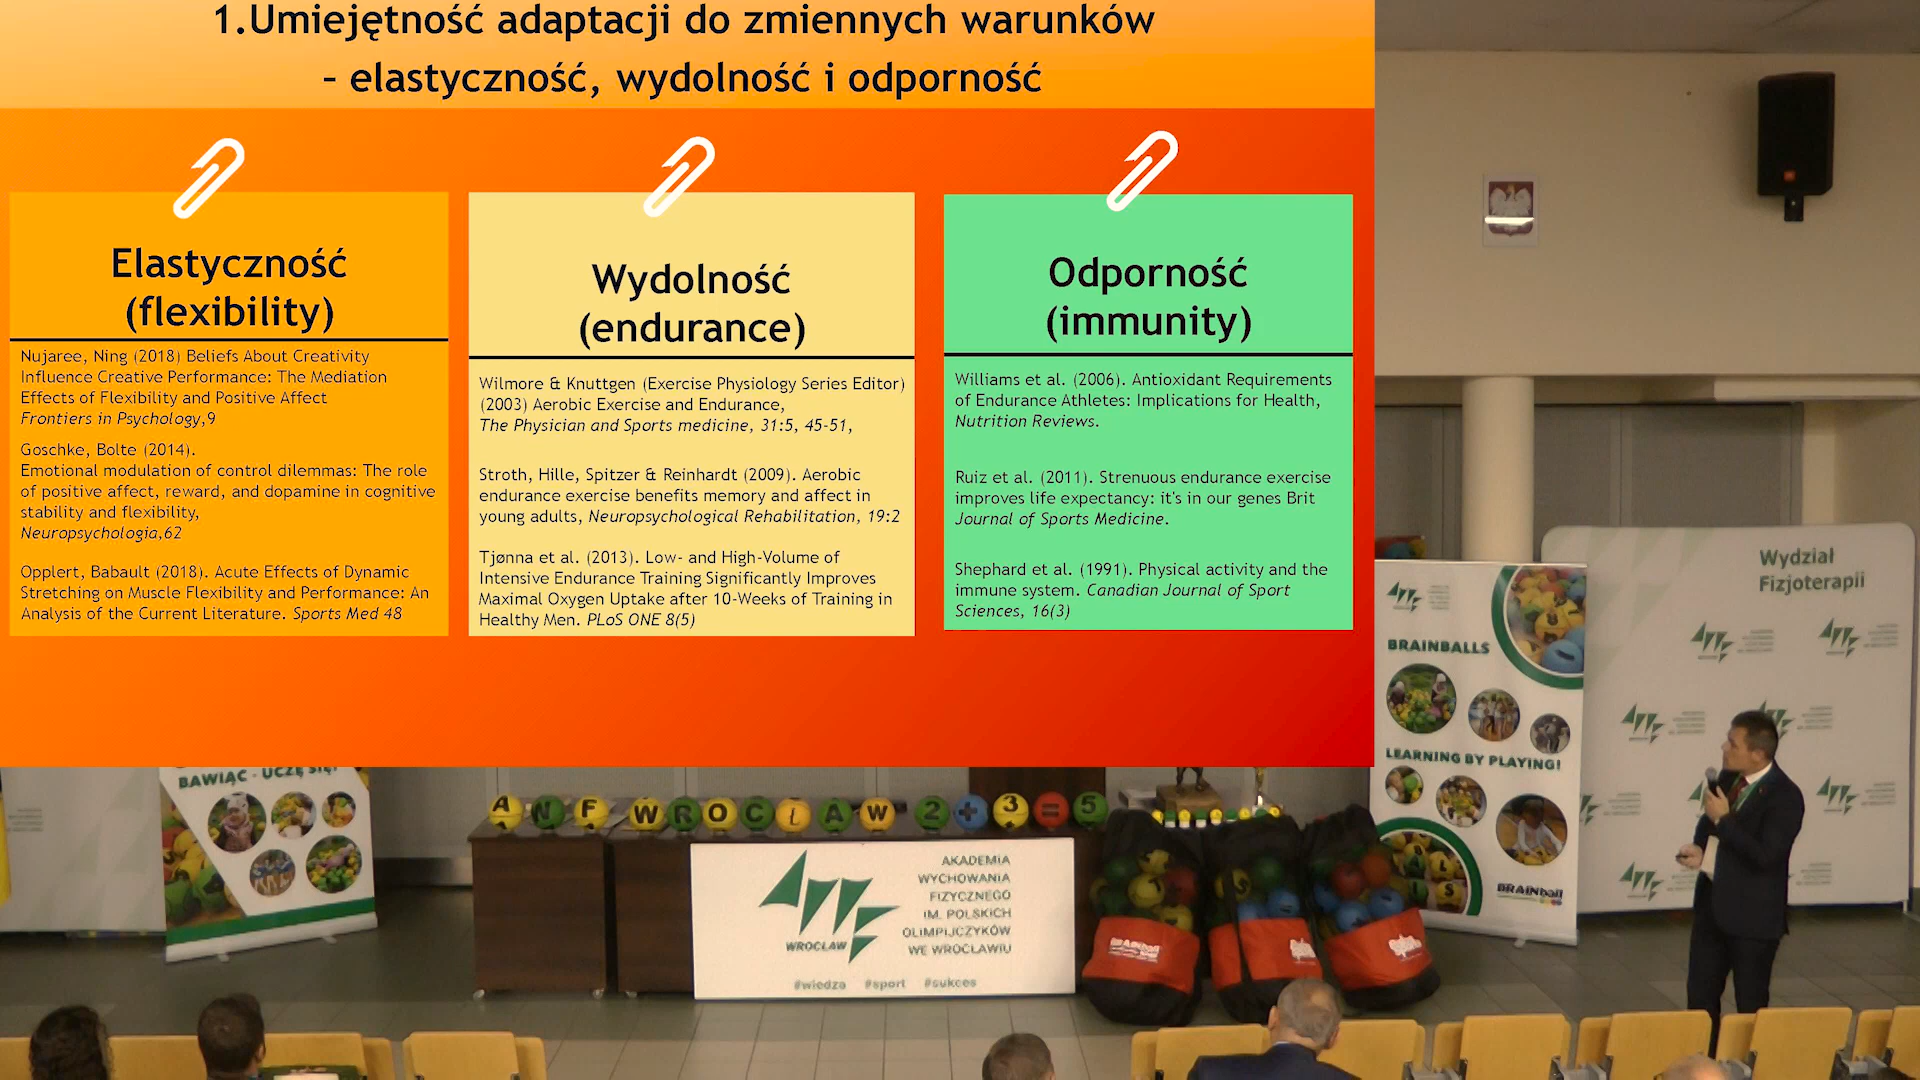 1.Umiejętność adaptacji do zmiennych warunków
– elastyczność, wydolność i odporność
Elastyczność
(flexibility)
Nujaree, Ning (2018) Beliefs About Creativity
Influence Creative Performance: The Mediation
Effects of Flexibility and Positive Affect
Frontiers in Psychology,9
Goschke, Bolte (2014).
Emotional modulation of control dilemmas: The role
of positive affect, reward, and dopamine in cognitive
stability and flexibility,
Neuropsychologia,62
Opplert, Babault (2018). Acute Effects of Dynamic
Stretching on Muscle Flexibility and Performance: An
Analysis of the Current Literature. Sports Med 48
Wydolność
(endurance)
Wilmore & Knuttgen (Exercise Physiology Series Editor)
(2003) Aerobic Exercise and Endurance,
The Physician and Sports medicine, 31:5, 45-51,
Stroth, Hille, Spitzer & Reinhardt (2009). Aerobic
endurance exercise benefits memory and affect in
young adults, Neuropsychological Rehabilitation, 19:2
Tjønna et al. (2013). Low- and High-Volume of
Intensive Endurance Training Significantly Improves
Maximal Oxygen Uptake after 10-Weeks of Training in
Healthy Men. PLoS ONE 8(5)
Odporność
(immunity)
Williams et al. (2006). Antioxidant Requirements
of Endurance Athletes: Implications for Health,
Nutrition Reviews.
Ruiz et al. (2011). Strenuous endurance exercise
improves life expectancy: it's in our genes Brit
Journal of Sports Medicine.
Shephard et al. (1991). Physical activity and the
immune system. Canadian Journal of Sport
Sciences, 16(3)
Wydział
Fizjoterapii
BRAINBALLS
LEARNING BY PLAYING!
BRAINball
BAWIĄC - UCZĘ SIĘ!
A W F W R O C Ł A W 2 + 3 = 5
AWF
WROCŁAW
AKADEMIA
WYCHOWANIA
FIZYCZNEGO
IM. POLSKICH
OLIMPIJCZYKÓW
WE WROCŁAWIU
#wiedza #sport #sukces
BRAINball